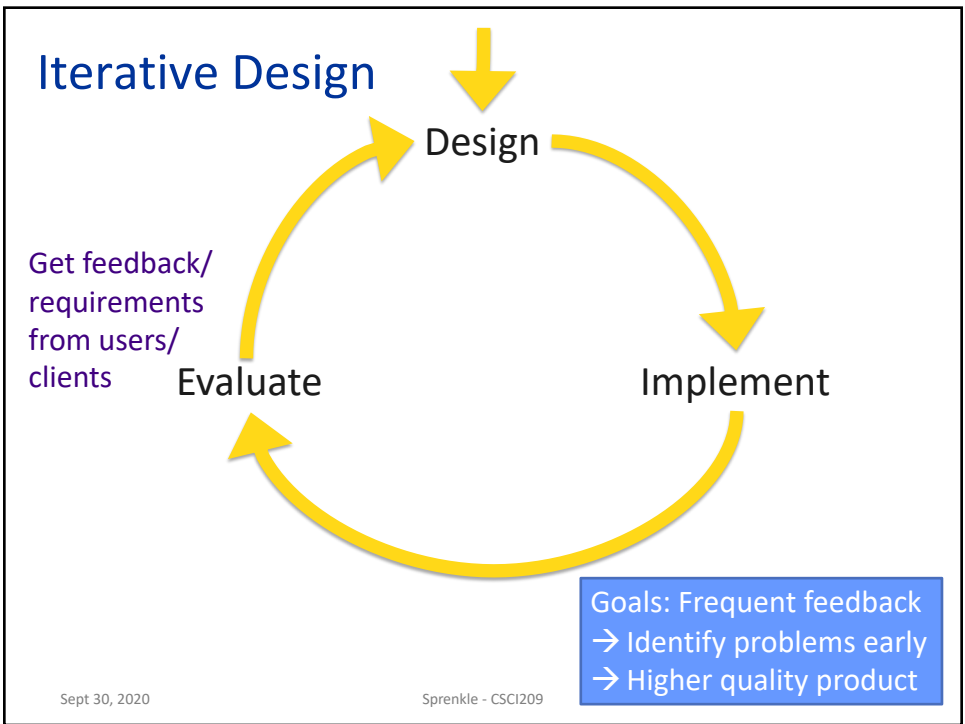 Iterative Design
Design
Get feedback/
requirements
from users/
clients
Evaluate
Implement
Goals: Frequent feedback
→ Identify problems early
→ Higher quality product
Sept 30, 2020
Sprenkle - CSCI209